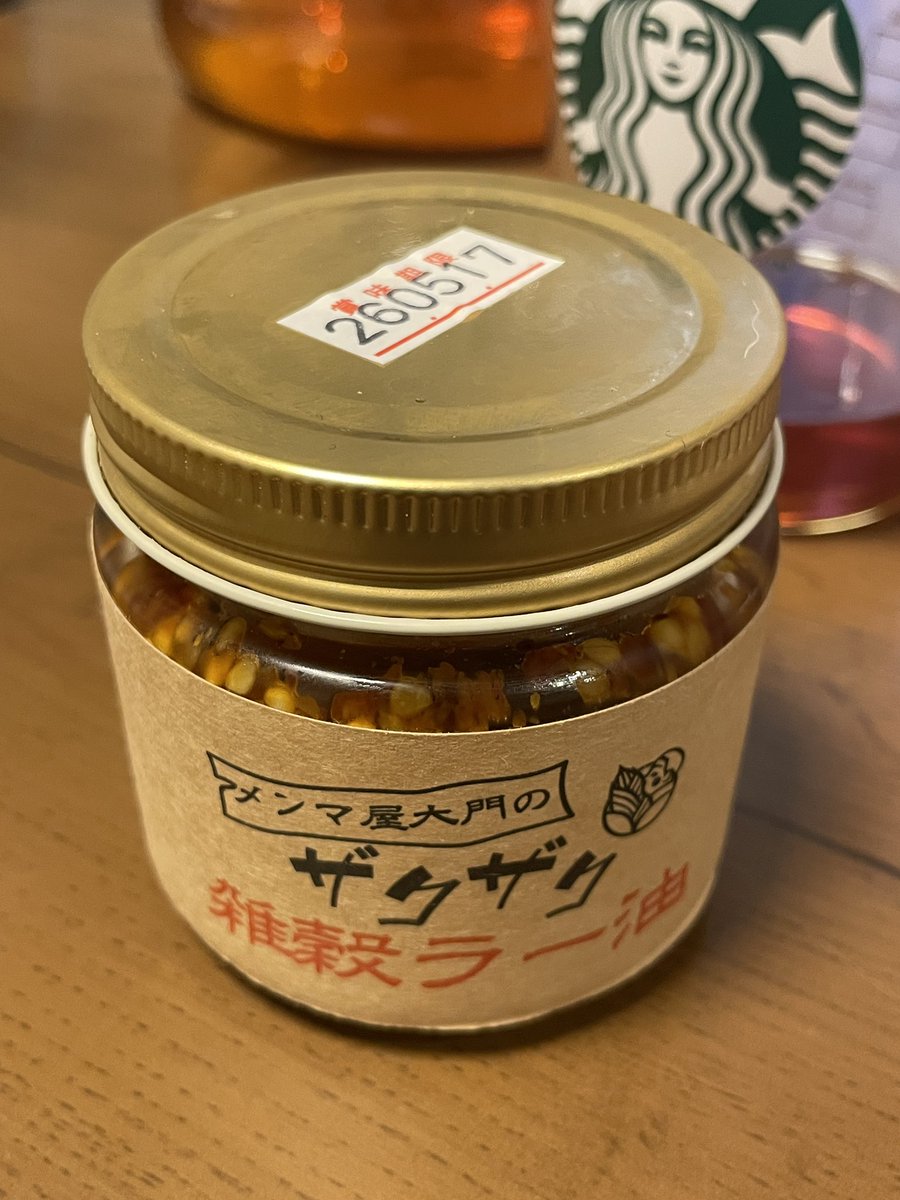 賞味期限
260517
メンマ屋大門の
ザクザク
雑穀ラー油